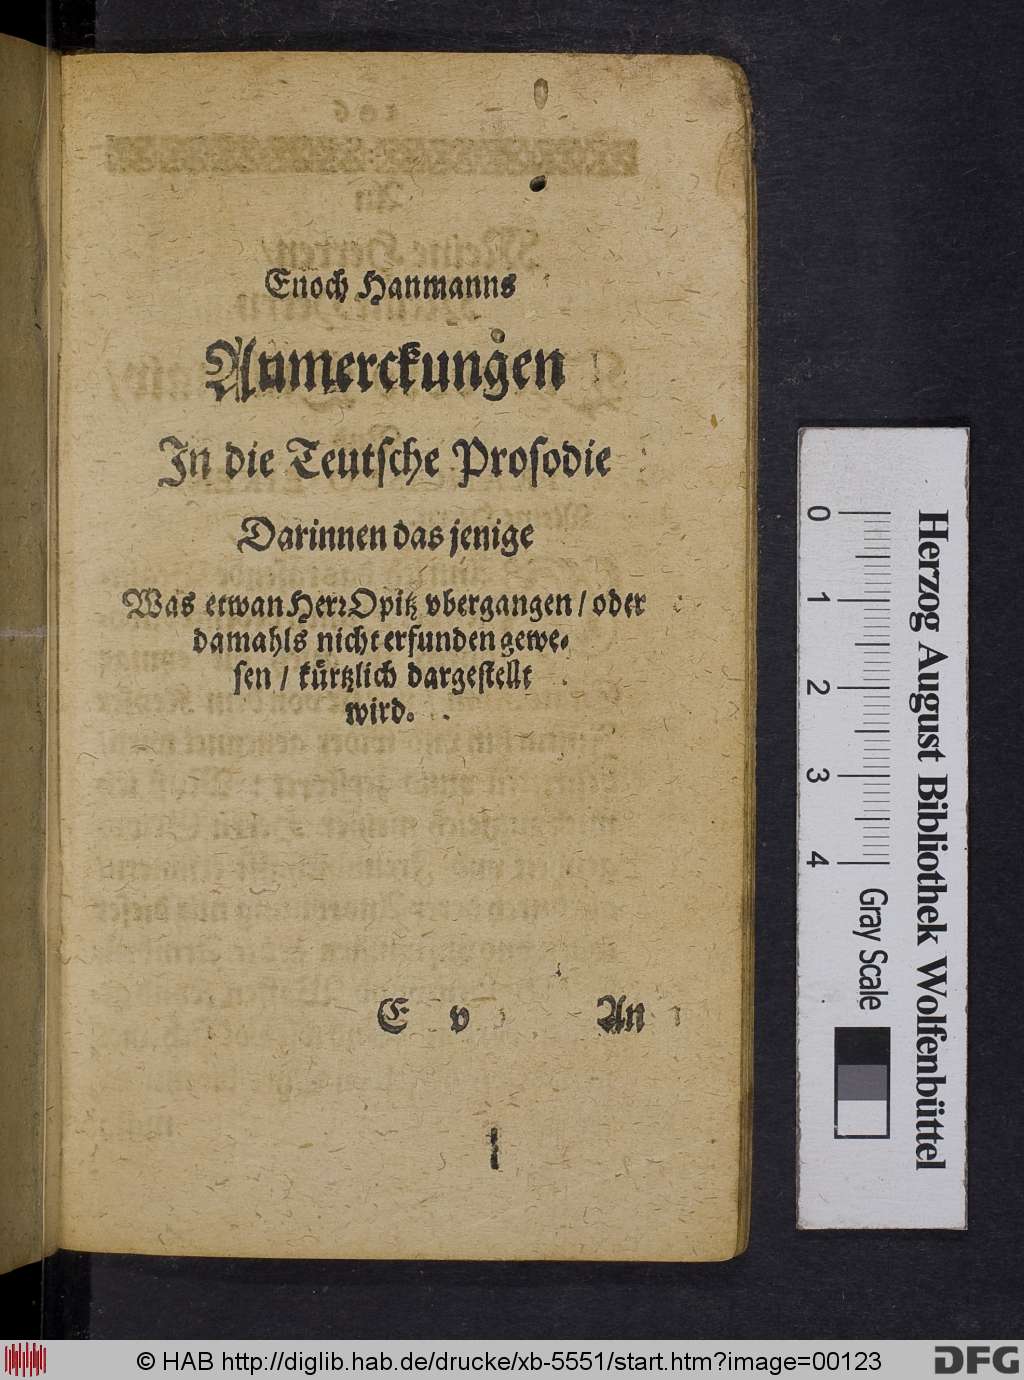 Enoch Hanmanns
Anmerckungen
In die Teutsche Prosodie
Darinnen das jenige
Was etwan Herr Opitz vbergangen / oder
damahls nicht erfunden gewe-
sen / kürtzlich dargestellt
wird.
E v An
Herzog August Bibliothek Wolfenbüttel
0 1 2 3 4 Gray Scale
© HAB http://diglib.hab.de/drucke/xb-5551/start.htm?image=00123
DFG